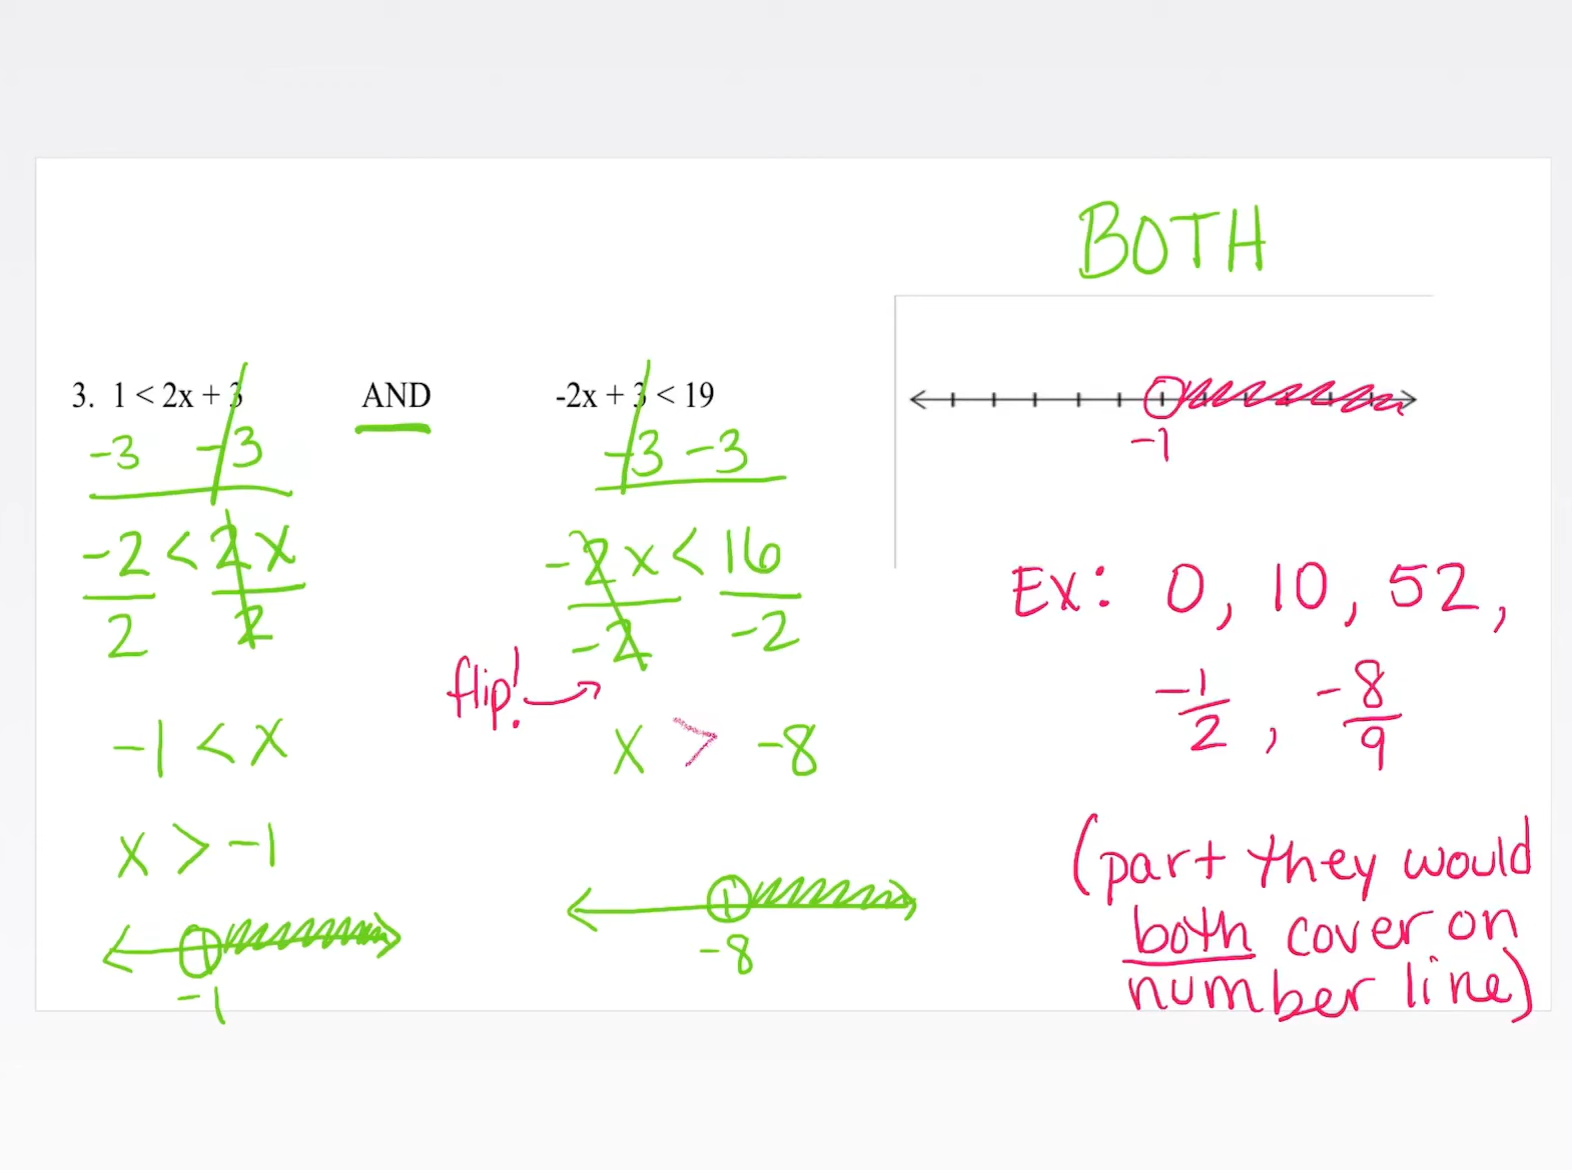 BOTH
3. 1 < 2x + 3 AND -2x + 3 < 19
-3 -3 -3 -3
-1
-2 < 2x -2x < 16
2 2 -2 -2
Ex: 0, 10, 52,
-1/2, -8/9
flip!
-1 < x x > -8
x > -1
(part they would
both cover on
number line)
-8
-1